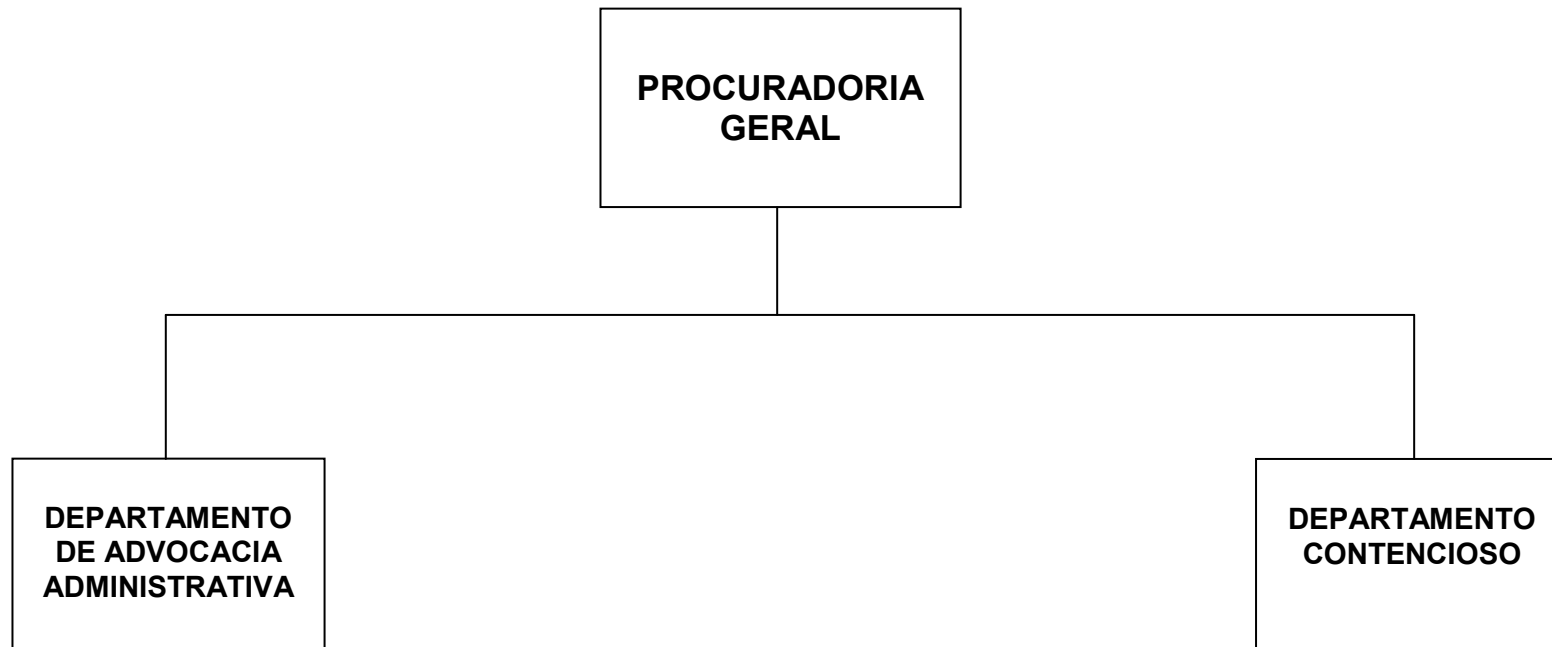 PROCURADORIA
GERAL
DEPARTAMENTO
DE ADVOCACIA
ADMINISTRATIVA
DEPARTAMENTO
CONTENCIOSO